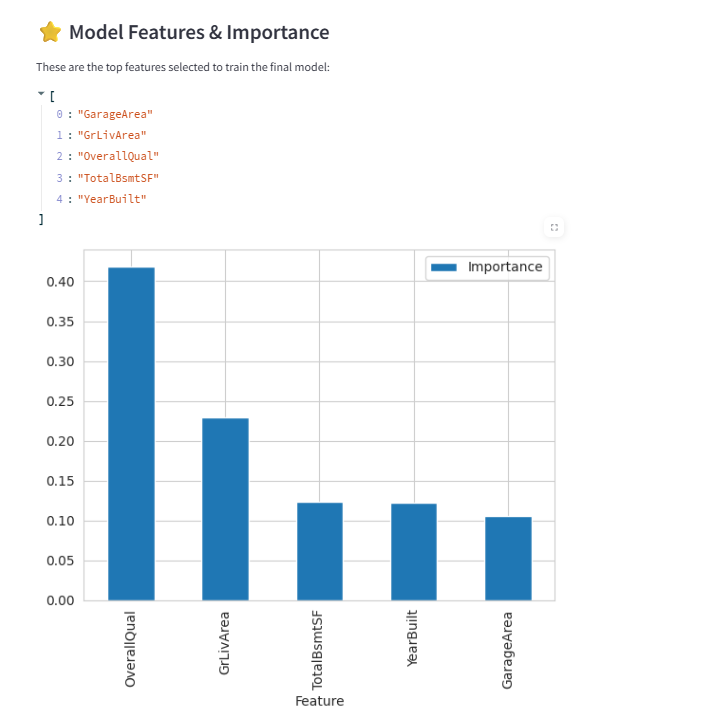 ⭐ Model Features & Importance
These are the top features selected to train the final model:
[
0 : "GarageArea"
1 : "GrLivArea"
2 : "OverallQual"
3 : "TotalBsmtSF"
4 : "YearBuilt"
]
Importance
0.40
0.35
0.30
0.25
0.20
0.15
0.10
0.05
0.00
OverallQual
GrLivArea
TotalBsmtSF
YearBuilt
GarageArea
Feature